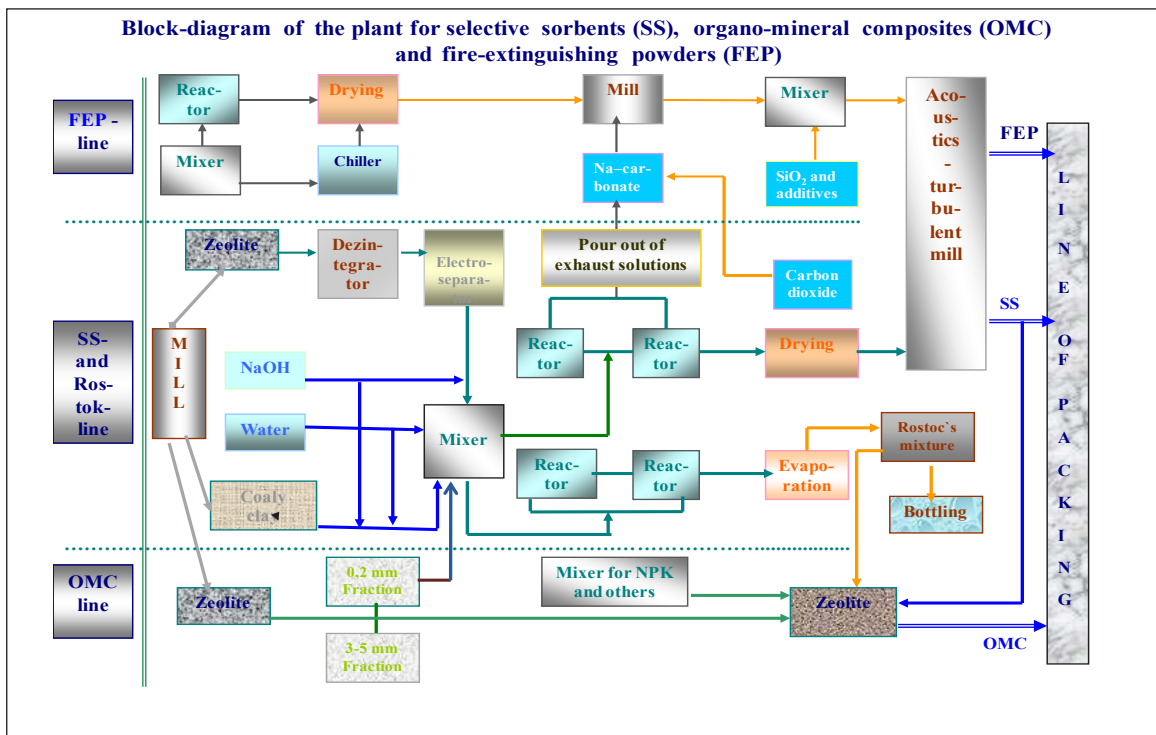 Block-diagram of the plant for selective sorbents (SS), organo-mineral composites (OMC)
and fire-extinguishing powders (FEP)
FEP -
line
Reac-
tor
Drying
Mill
Mixer
Aco-
us-
tics
-
tur-
bu-
lent
mill
Mixer
Chiller
Na–car-
bonate
SiO₂ and
additives
FEP
SS- 
and
Ros-
tok-
line
Zeolite
Dezin-
tegra-
tor
Electro-
separa-
Pour out of
exhaust solutions
Carbon
dioxide
SS
M
I
L
L
NaOH
Reac-
tor
Reac-
tor
Drying
Water
Mixer
Reac-
tor
Reac-
tor
Evapo-
ration
Rostoc`s
mixture
Coaly
clay
Bottling
OMC
line
Zeolite
0,2 mm
Fraction
3-5 mm
Fraction
Mixer for NPK
and others
Zeolite
OMC
L
I
N
E
OF
P
A
C
K
I
N
G